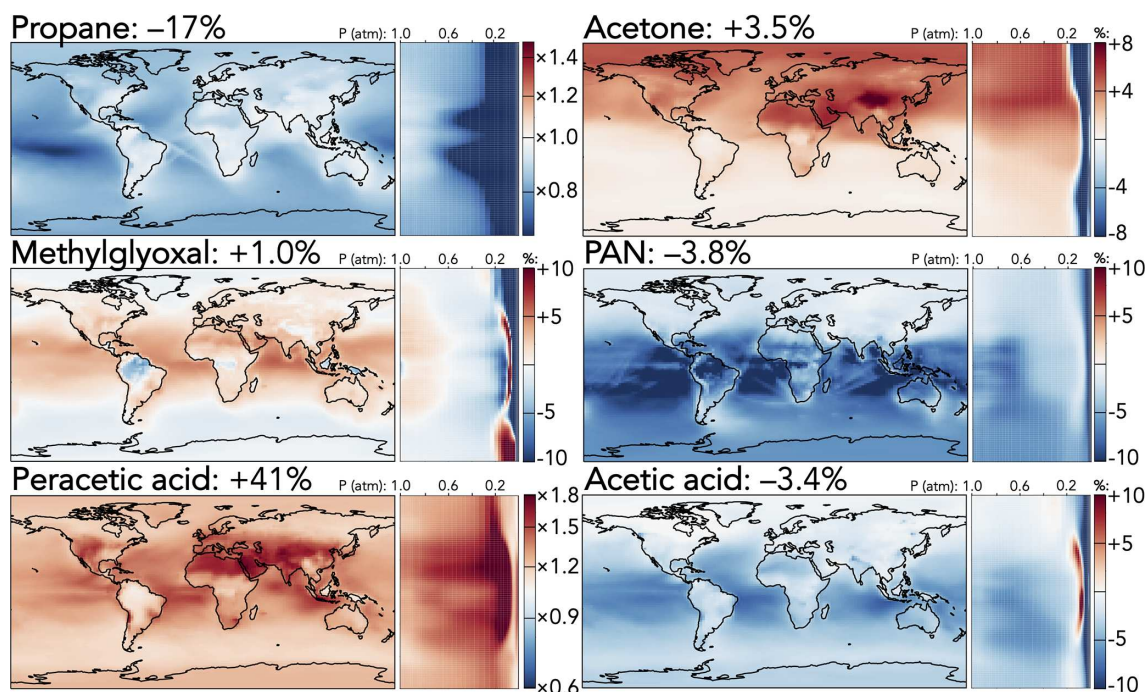 Propane: –17%
P (atm): 1.0 0.6 0.2
×1.4
×1.2
×1.0
×0.8
Acetone: +3.5%
P (atm): 1.0 0.6 0.2 %:
+8
+4
-4
-8
Methylglyoxal: +1.0%
P (atm): 1.0 0.6 0.2 %:
+10
+5
-5
-10
PAN: –3.8%
P (atm): 1.0 0.6 0.2 %:
+10
+5
-5
-10
Peracetic acid: +41%
P (atm): 1.0 0.6 0.2
×1.8
×1.5
×1.2
×0.9
×0.6
Acetic acid: –3.4%
P (atm): 1.0 0.6 0.2 %:
+10
+5
-5
-10